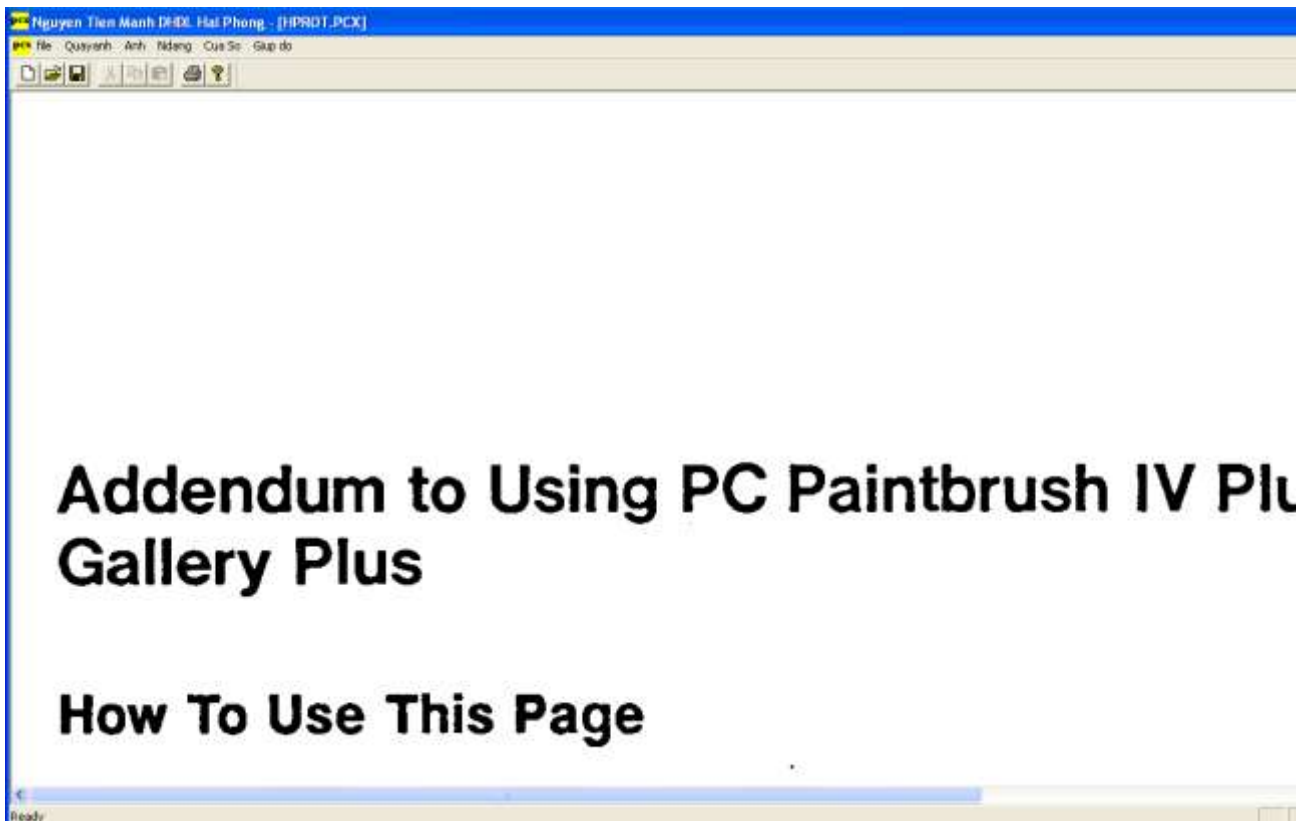 Nguyen Tien Manh DHDL Hai Phong - [HPROT.PCX]
file Quayanh Anh Ndang Cua So Giup do
Addendum to Using PC Paintbrush IV Plu
Gallery Plus
How To Use This Page
Ready